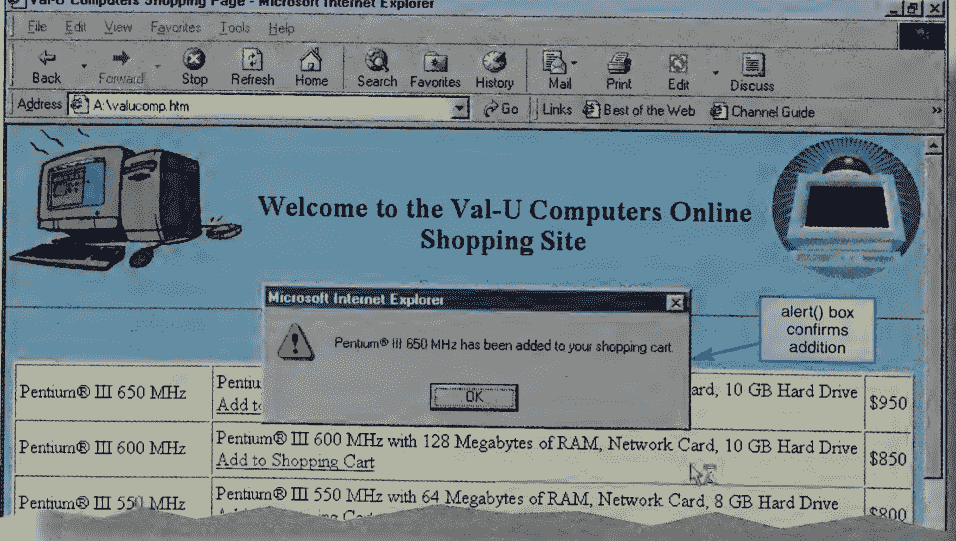 Val-U Computers Shopping Page - Microsoft Internet Explorer
File Edit View Favorites Tools Help
Back Forward Stop Refresh Home Search Favorites History Mail Print Edit Discuss
Address A:\valucomp.htm Go Links Best of the Web Channel Guide »
Welcome to the Val-U Computers Online
Shopping Site
Microsoft Internet Explorer
Pentium® III 650 MHz has been added to your shopping cart.
OK
alert() box
confirms
addition
Pentium® III 650 MHz
Pentiu ard, 10 GB Hard Drive
Add to
$950
Pentium® III 600 MHz
Pentium® III 600 MHz with 128 Megabytes of RAM, Network Card, 10 GB Hard Drive
Add to Shopping Cart
$850
Pentium® III 550 MHz
Pentium® III 550 MHz with 64 Megabytes of RAM, Network Card, 8 GB Hard Drive
$800